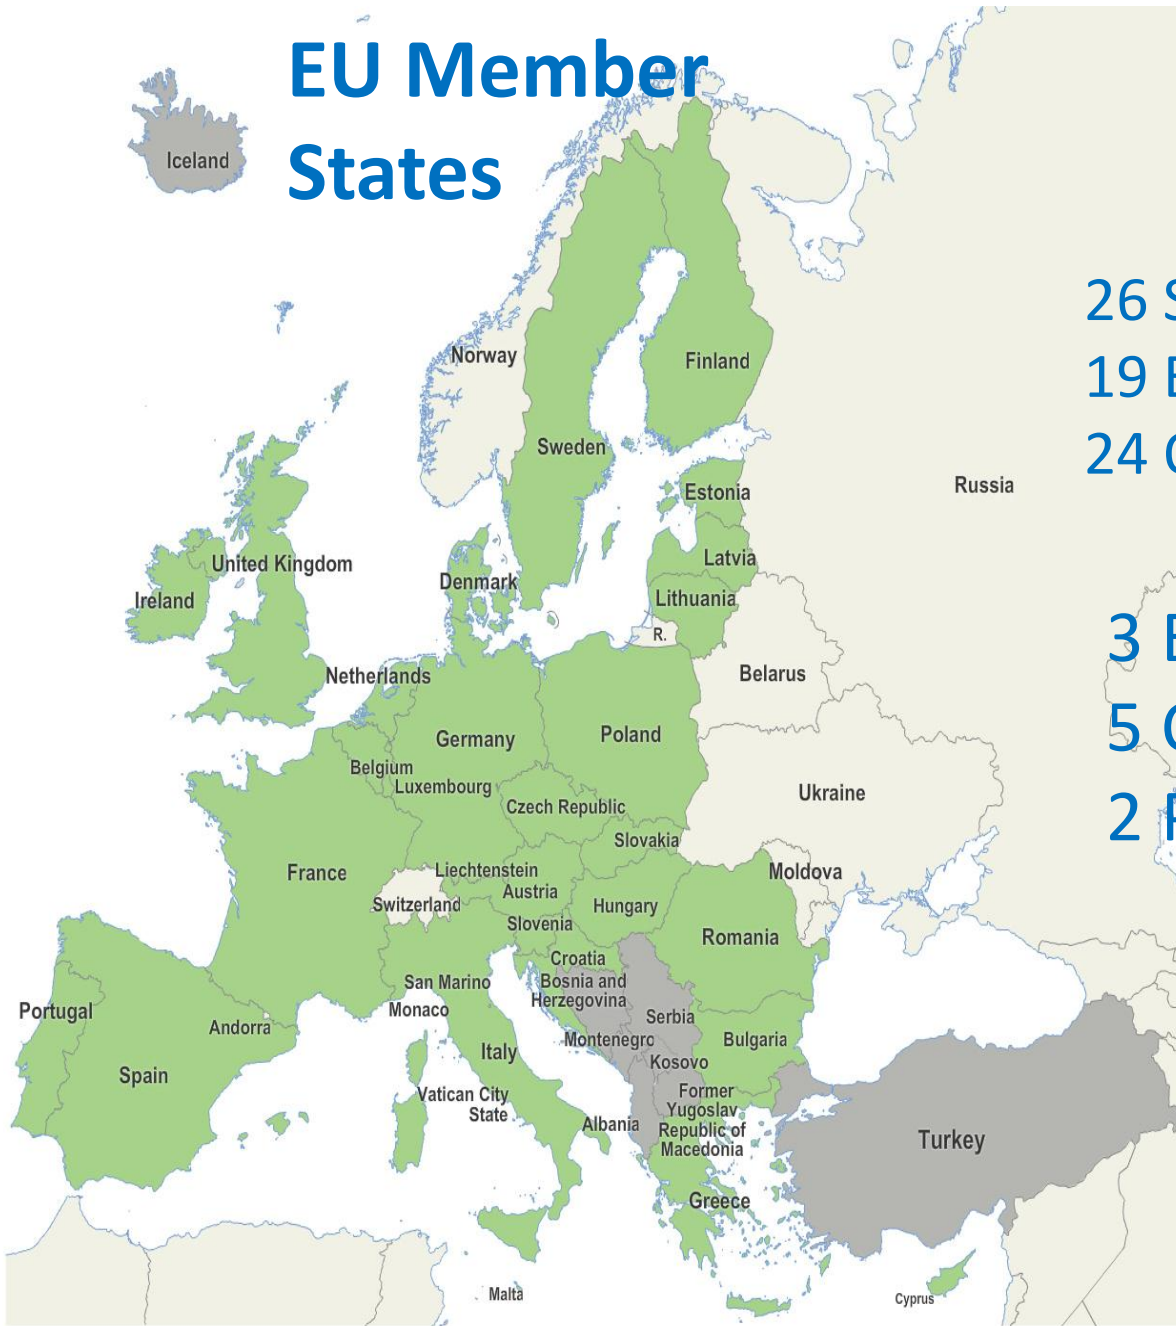 EU Member
States
Iceland
26 S
19 E
24 C
Norway
Finland
Sweden
Russia
Estonia
Latvia
United Kingdom
Denmark
Ireland
Lithuania
R.
3 E
Netherlands
Belarus
5 C
Germany
Poland
Belgium
Luxembourg
Ukraine
Czech Republic
2 F
Slovakia
France
Liechtenstein
Moldova
Austria
Switzerland
Hungary
Slovenia
Romania
Croatia
San Marino
Bosnia and
Herzegovina
Monaco
Portugal
Andorra
Serbia
Montenegro
Bulgaria
Italy
Kosovo
Spain
Vatican City
State
Former
Yugoslav
Republic of
Macedonia
Albania
Turkey
Greece
Malta
Cyprus